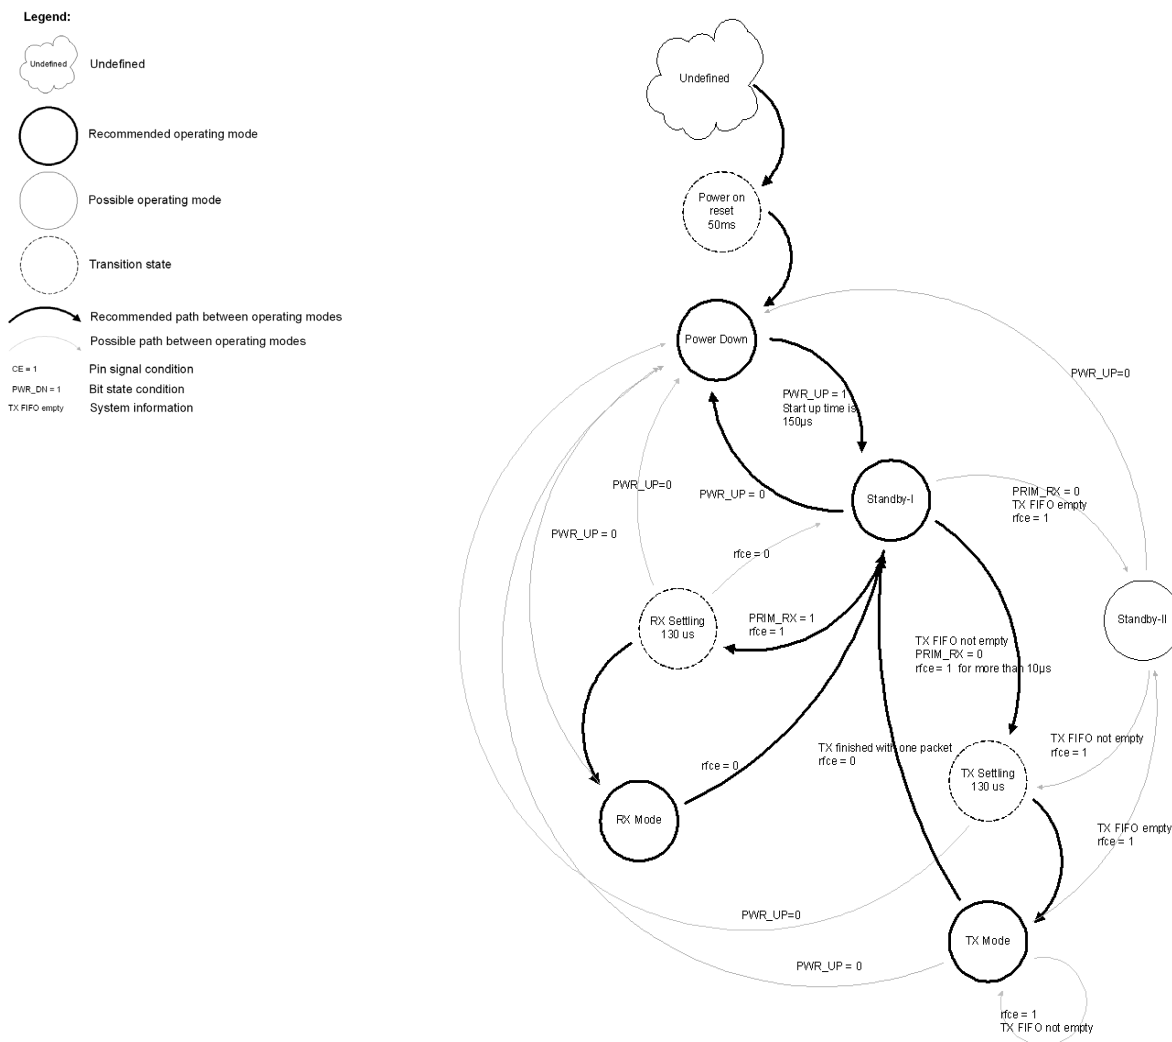 Legend:
Undefined
Undefined
Recommended operating mode
Possible operating mode
Transition state
Recommended path between operating modes
Possible path between operating modes
CE = 1
Pin signal condition
PWR_DN = 1
Bit state condition
TX FIFO empty
System information
Undefined
Power on
reset
50ms
Power Down
PWR_UP=0
PWR_UP = 1
Start up time is
150µs
PWR_UP=0
PWR_UP = 0
Standby-I
PRIM_RX = 0
TX FIFO empty
rfce = 1
PWR_UP = 0
rfce = 0
RX Settling
130 us
PRIM_RX = 1
rfce = 1
Standby-II
TX FIFO not empty
PRIM_RX = 0
rfce = 1 for more than 10µs
TX FIFO not empty
rfce = 1
TX finished with one packet
rfce = 0
rfce = 0
TX Settling
130 us
RX Mode
TX FIFO empty
rfce = 1
PWR_UP=0
TX Mode
PWR_UP = 0
rfce = 1
TX FIFO not empty